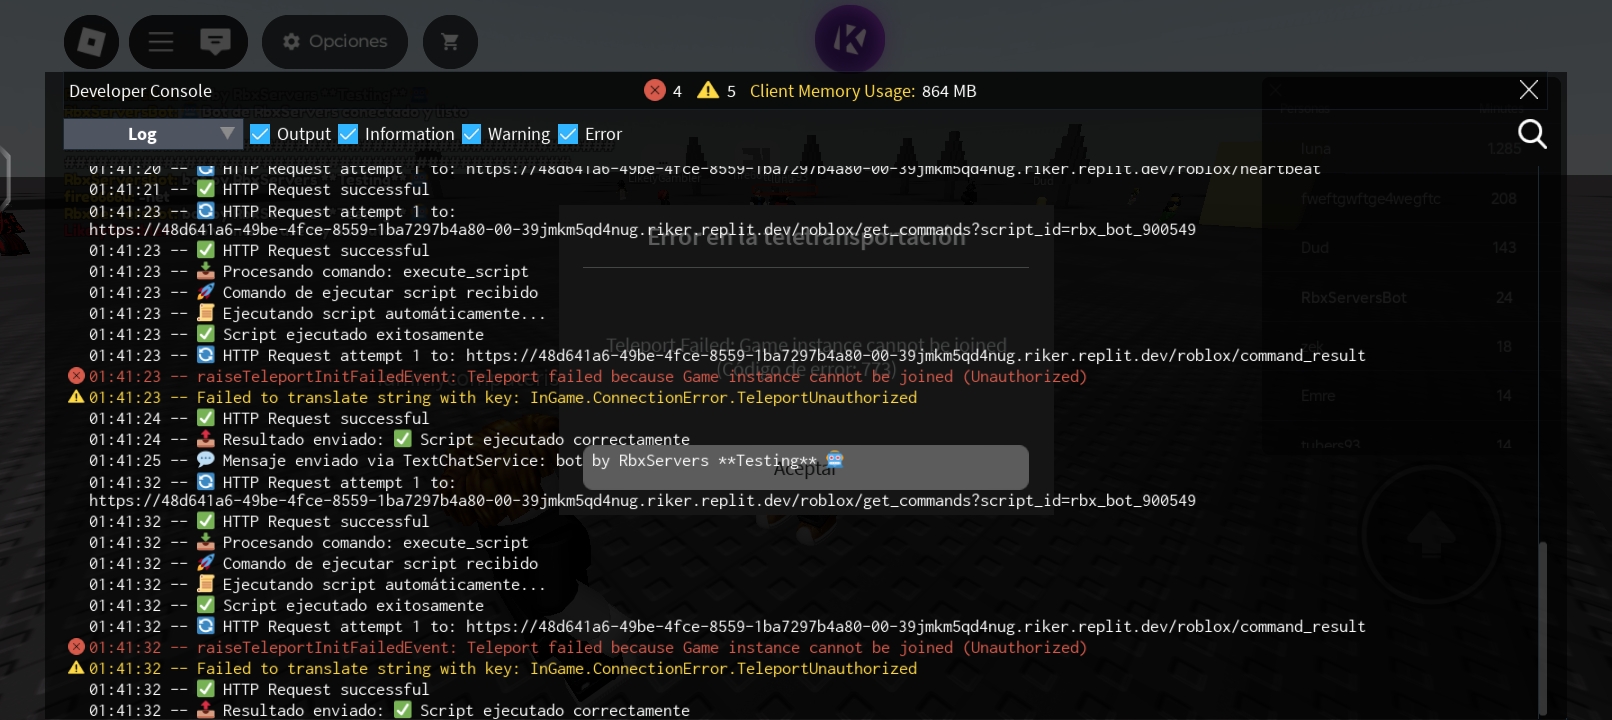 Opciones
Developer Console
4
5
Client Memory Usage: 864 MB
Log
Output
Information
Warning
Error
01:41:20 -- 🔄 HTTP Request attempt 1 to: https://48d641a6-49be-4fce-8559-1ba7297b4a80-00-39jmkm5qd4nug.riker.replit.dev/roblox/heartbeat
01:41:21 -- ✅ HTTP Request successful
01:41:23 -- 🔄 HTTP Request attempt 1 to:
https://48d641a6-49be-4fce-8559-1ba7297b4a80-00-39jmkm5qd4nug.riker.replit.dev/roblox/get_commands?script_id=rbx_bot_900549
01:41:23 -- ✅ HTTP Request successful
01:41:23 -- 📥 Procesando comando: execute_script
01:41:23 -- 🚀 Comando de ejecutar script recibido
01:41:23 -- 📜 Ejecutando script automáticamente...
01:41:23 -- ✅ Script ejecutado exitosamente
01:41:23 -- 🔄 HTTP Request attempt 1 to: https://48d641a6-49be-4fce-8559-1ba7297b4a80-00-39jmkm5qd4nug.riker.replit.dev/roblox/command_result
01:41:23 -- raiseTeleportInitFailedEvent: Teleport failed because Game instance cannot be joined (Unauthorized)
01:41:23 -- Failed to translate string with key: InGame.ConnectionError.TeleportUnauthorized
01:41:24 -- ✅ HTTP Request successful
01:41:24 -- 📤 Resultado enviado: ✅ Script ejecutado correctamente
01:41:25 -- 💬 Mensaje enviado via TextChatService: bot by RbxServers **Testing** 🤖
01:41:32 -- 🔄 HTTP Request attempt 1 to:
https://48d641a6-49be-4fce-8559-1ba7297b4a80-00-39jmkm5qd4nug.riker.replit.dev/roblox/get_commands?script_id=rbx_bot_900549
01:41:32 -- ✅ HTTP Request successful
01:41:32 -- 📥 Procesando comando: execute_script
01:41:32 -- 🚀 Comando de ejecutar script recibido
01:41:32 -- 📜 Ejecutando script automáticamente...
01:41:32 -- ✅ Script ejecutado exitosamente
01:41:32 -- 🔄 HTTP Request attempt 1 to: https://48d641a6-49be-4fce-8559-1ba7297b4a80-00-39jmkm5qd4nug.riker.replit.dev/roblox/command_result
01:41:32 -- raiseTeleportInitFailedEvent: Teleport failed because Game instance cannot be joined (Unauthorized)
01:41:32 -- Failed to translate string with key: InGame.ConnectionError.TeleportUnauthorized
01:41:32 -- ✅ HTTP Request successful
01:41:32 -- 📤 Resultado enviado: ✅ Script ejecutado correctamente
Error en la teletransportación
Teleport Failed: Game instance cannot be joined
(Código de error: 773)
Aceptar
luna 1.285
fweftgwftge4wegftc 208
Dud 143
RbxServersBot 24
zek 18
Emre 14
tubers93 14